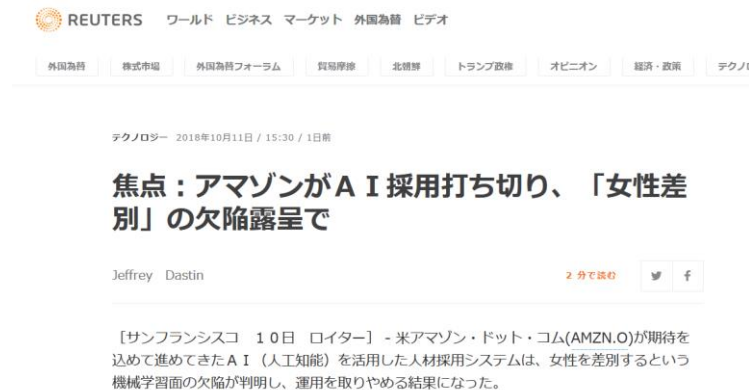 REUTERS ワールド ビジネス マーケット 外国為替 ビデオ
外国為替 株式市場 外国為替フォーラム 貿易摩擦 北朝鮮 トランプ政権 オピニオン 経済・政策 テクノロ
テクノロジー 2018年10月11日 / 15:30 / 1日前
焦点：アマゾンがＡＩ採用打ち切り、「女性差
別」の欠陥露呈で
Jeffrey Dastin 2 分で読む
［サンフランシスコ １０日 ロイター］ - 米アマゾン・ドット・コム(AMZN.O)が期待を
込めて進めてきたＡＩ（人工知能）を活用した人材採用システムは、女性を差別するという
機械学習面の欠陥が判明し、運用を取りやめる結果になった。